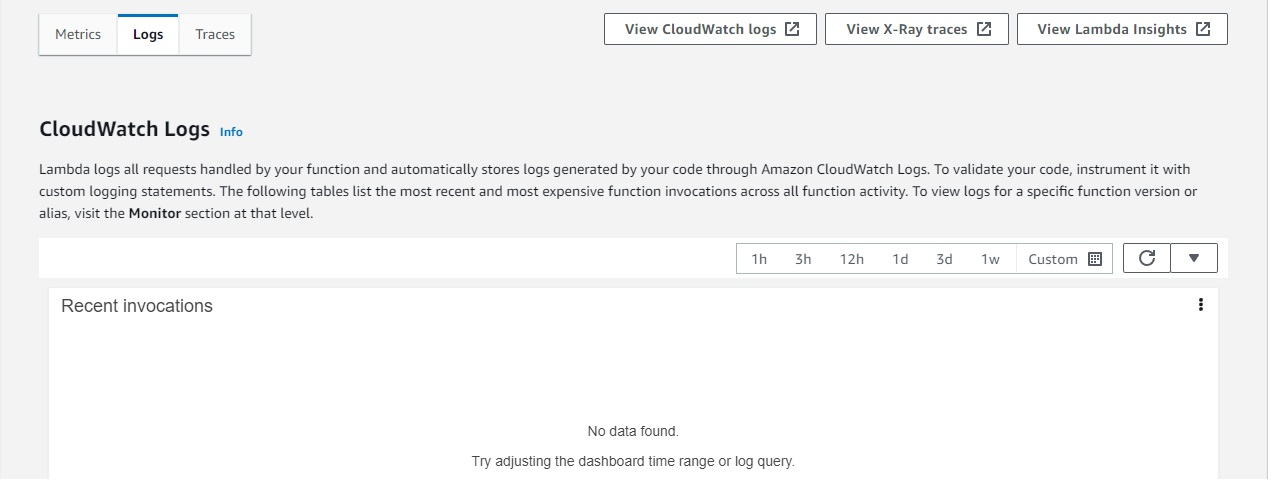 Metrics Logs Traces View CloudWatch logs View X-Ray traces View Lambda Insights
CloudWatch Logs Info
Lambda logs all requests handled by your function and automatically stores logs generated by your code through Amazon CloudWatch Logs. To validate your code, instrument it with
custom logging statements. The following tables list the most recent and most expensive function invocations across all function activity. To view logs for a specific function version or
alias, visit the Monitor section at that level.
1h 3h 12h 1d 3d 1w Custom
Recent invocations
No data found.
Try adjusting the dashboard time range or log query.